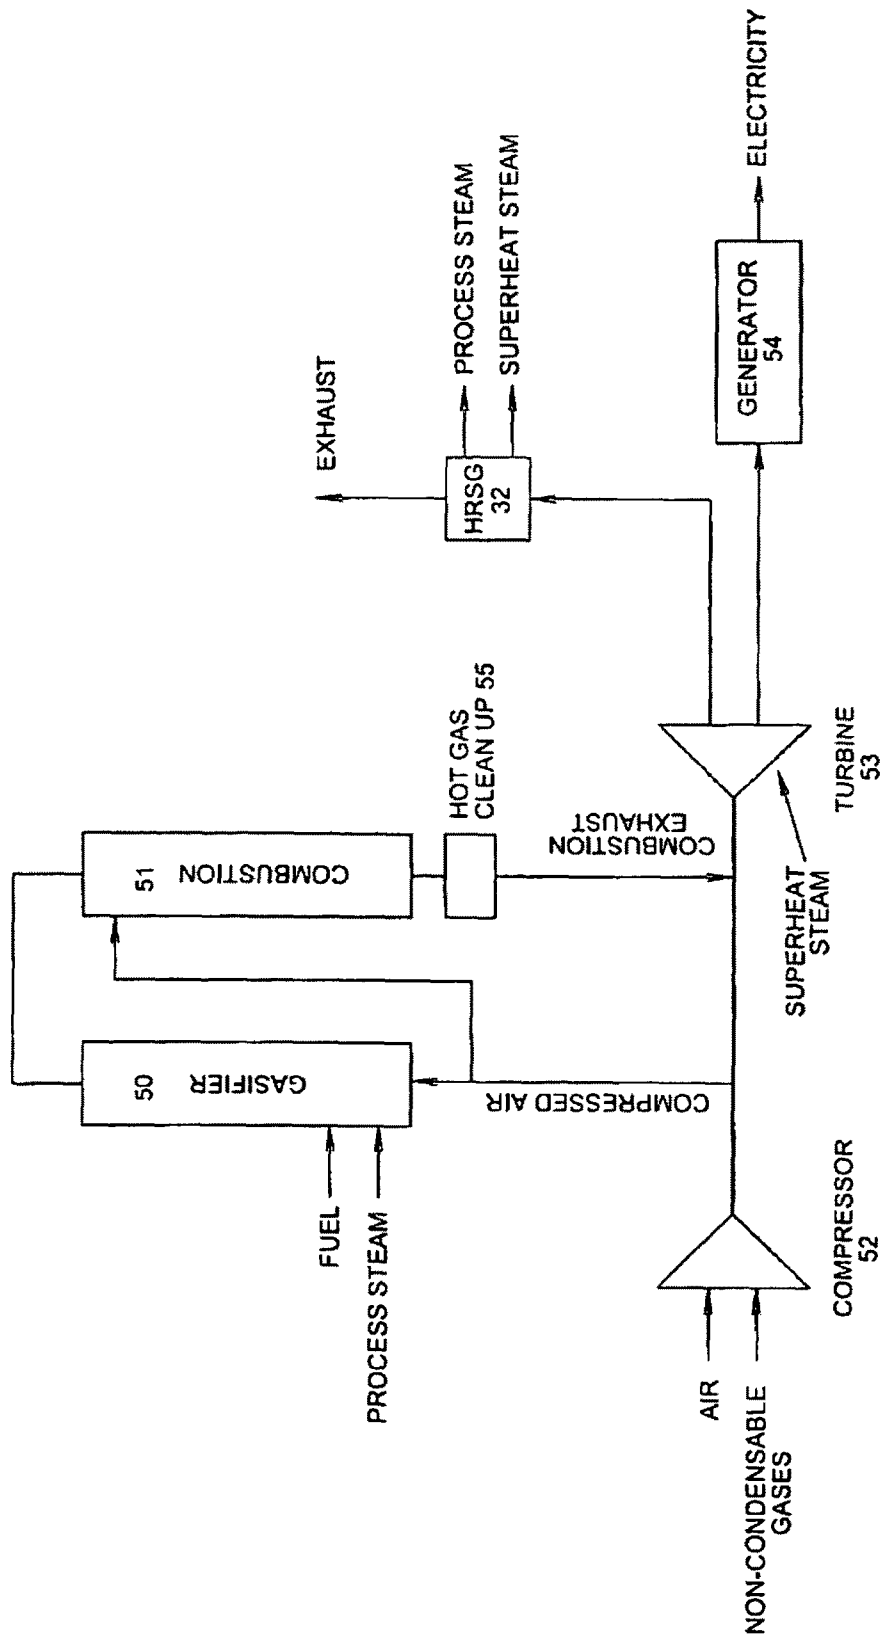 EXHAUST
PROCESS STEAM
SUPERHEAT STEAM
HRSG
32
ELECTRICITY
GENERATOR
54
HOT GAS
CLEAN UP 55
51
COMBUSTION
COMBUSTION
EXHAUST
50
GASIFIER
FUEL
PROCESS STEAM
COMPRESSED AIR
SUPERHEAT
STEAM
TURBINE
53
AIR
NON-CONDENSABLE
GASES
COMPRESSOR
52